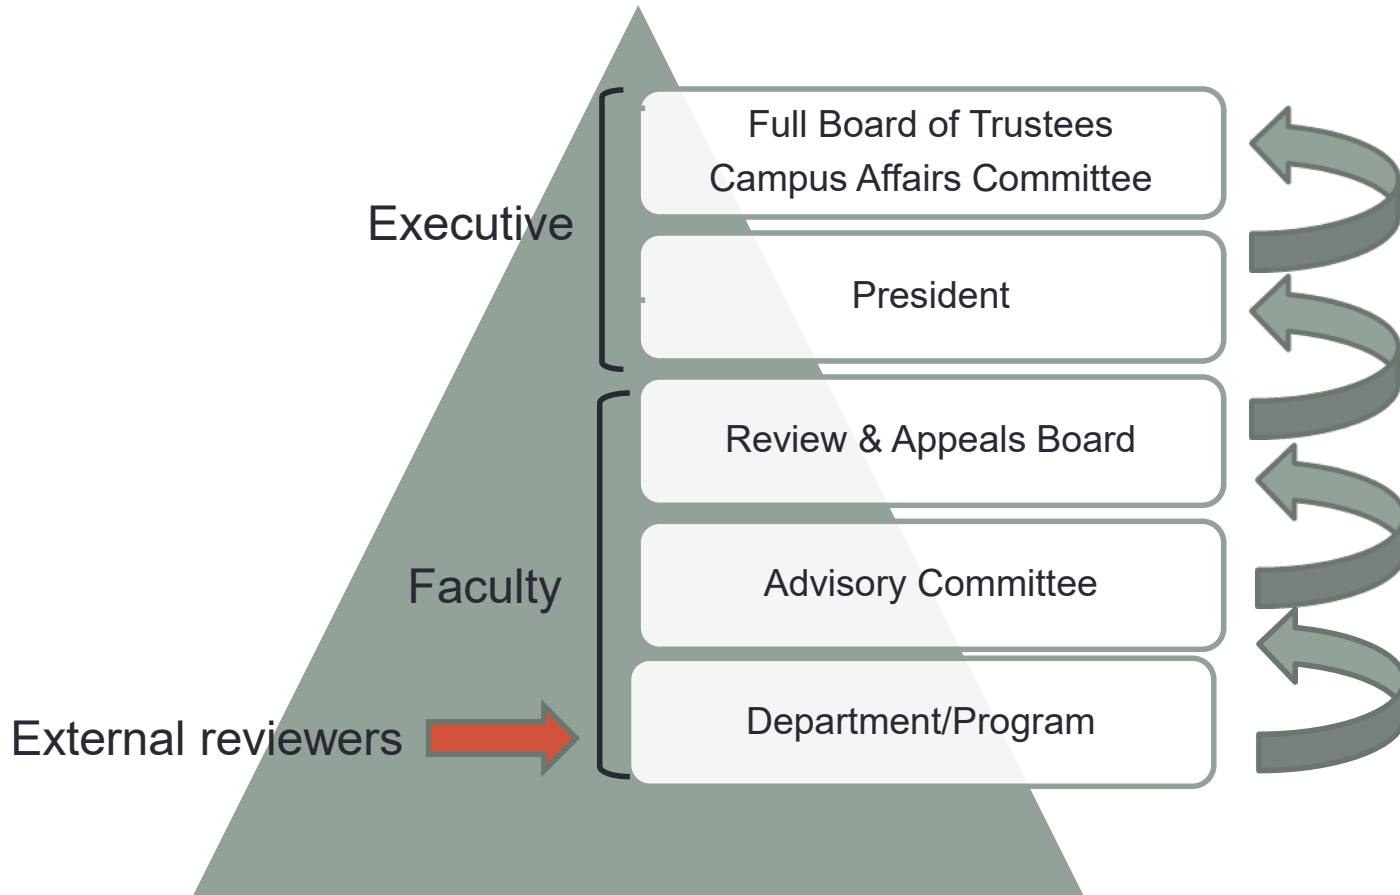 Full Board of Trustees
Campus Affairs Committee
Executive
President
Review & Appeals Board
Faculty
Advisory Committee
External reviewers
Department/Program